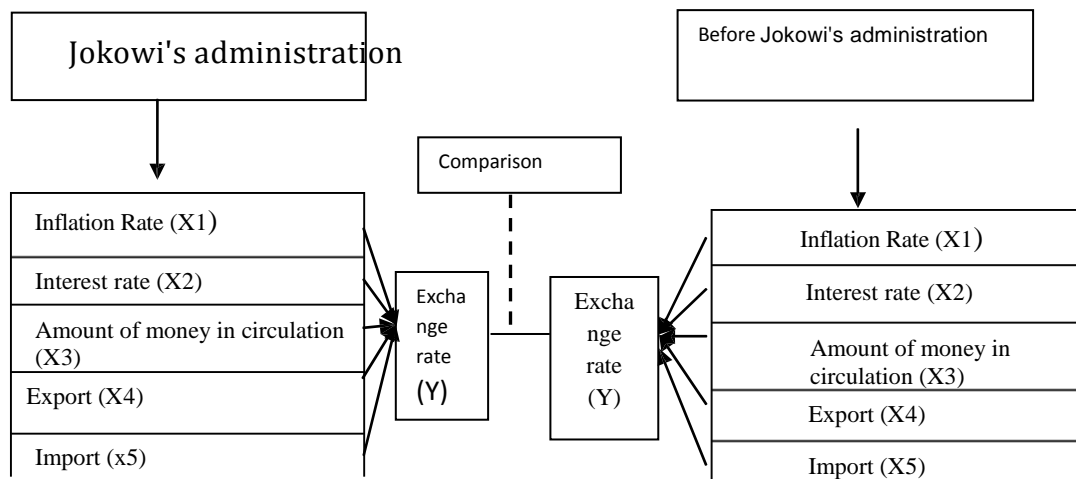 Jokowi's administration
Before Jokowi's administration
Comparison
Inflation Rate (X1)
Interest rate (X2)
Amount of money in circulation
(X3)
Export (X4)
Import (x5)
Excha
nge
rate
(Y)
Excha
nge
rate
(Y)
Inflation Rate (X1)
Interest rate (X2)
Amount of money in
circulation (X3)
Export (X4)
Import (X5)